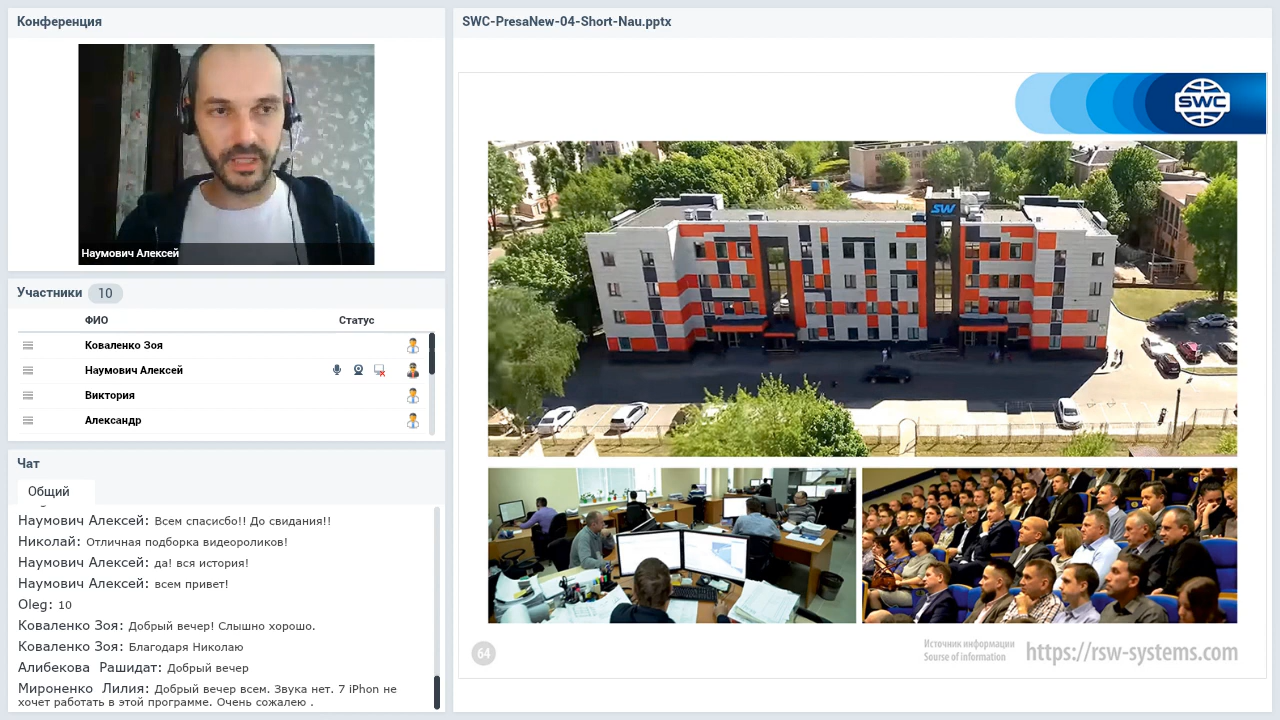 Конференция
Наумович Алексей
Участники 10
ФИО Статус
Коваленко Зоя
Наумович Алексей
Виктория
Александр
Чат
Общий
Наумович Алексей: Всем спасисбо!! До свидания!!
Николай: Отличная подборка видеороликов!
Наумович Алексей: да! вся история!
Наумович Алексей: всем привет!
Oleg: 10
Коваленко Зоя: Добрый вечер! Слышно хорошо.
Коваленко Зоя: Благодаря Николаю
Алибекова Рашидат: Добрый вечер
Мироненко Лилия: Добрый вечер всем. Звука нет. 7 iPhon не
хочет работать в этой программе. Очень сожалею .
SWC-PresaNew-04-Short-Nau.pptx
SWC
SW
64
Источник информации
Sourse of information
https://rsw-systems.com